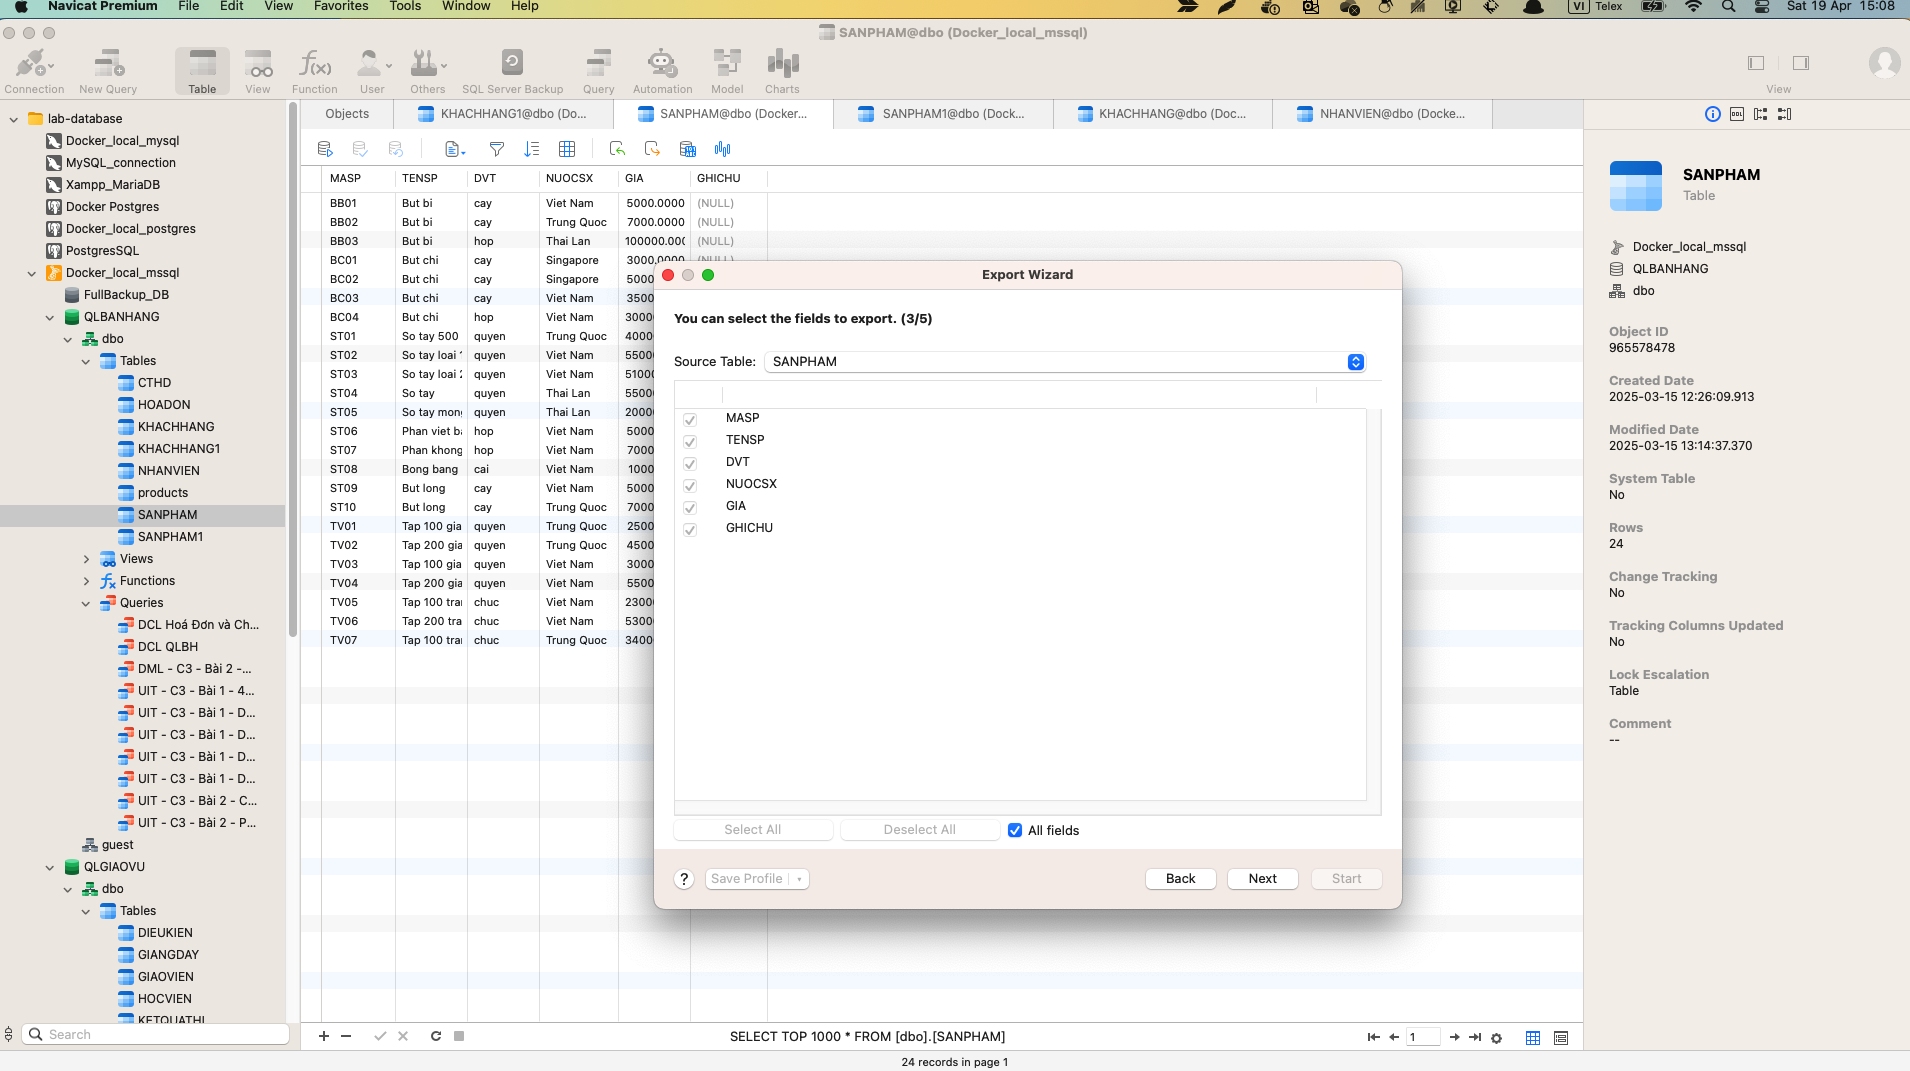 Navicat Premium File Edit View Favorites Tools Window Help VI Telex Sat 19 Apr 15:08
SANPHAM@dbo (Docker_local_mssql)
Connection New Query Table View Function User Others SQL Server Backup Query Automation Model Charts View
lab-database
Docker_local_mysql
MySQL_connection
Xampp_MariaDB
Docker Postgres
Docker_local_postgres
PostgresSQL
Docker_local_mssql
FullBackup_DB
QLBANHANG
dbo
Tables
CTHD
HOADON
KHACHHANG
KHACHHANG1
NHANVIEN
products
SANPHAM
SANPHAM1
Views
Functions
Queries
DCL Hoá Đơn và Ch...
DCL QLBH
DML - C3 - Bài 2 -...
UIT - C3 - Bài 1 - 4...
UIT - C3 - Bài 1 - D...
UIT - C3 - Bài 1 - D...
UIT - C3 - Bài 1 - D...
UIT - C3 - Bài 1 - D...
UIT - C3 - Bài 2 - C...
UIT - C3 - Bài 2 - P...
guest
QLGIAOVU
dbo
Tables
DIEUKIEN
GIANGDAY
GIAOVIEN
HOCVIEN
KETQUATHI
Search
Objects KHACHHANG1@dbo (Do... SANPHAM@dbo (Docker... SANPHAM1@dbo (Dock... KHACHHANG@dbo (Doc... NHANVIEN@dbo (Docke...
MASP TENSP DVT NUOCSX GIA GHICHU
BB01 But bi cay Viet Nam 5000.0000 (NULL)
BB02 But bi cay Trung Quoc 7000.0000 (NULL)
BB03 But bi hop Thai Lan 100000.00 (NULL)
BC01 But chi cay Singapore 3000.0000 (NULL)
BC02 But chi cay Singapore 5000
BC03 But chi cay Viet Nam 3500
BC04 But chi hop Viet Nam 3000
ST01 So tay 500 quyen Trung Quoc 4000
ST02 So tay loai 1 quyen Viet Nam 5500
ST03 So tay loai 2 quyen Viet Nam 5100
ST04 So tay quyen Thai Lan 5500
ST05 So tay mong quyen Thai Lan 2000
ST06 Phan viet b hop Viet Nam 5000
ST07 Phan khong hop Viet Nam 7000
ST08 Bong bang cai Viet Nam 1000
ST09 But long cay Viet Nam 5000
ST10 But long cay Trung Quoc 7000
TV01 Tap 100 gia quyen Trung Quoc 2500
TV02 Tap 200 gia quyen Trung Quoc 4500
TV03 Tap 100 gia quyen Viet Nam 3000
TV04 Tap 200 gia quyen Viet Nam 5500
TV05 Tap 100 tra chuc Viet Nam 2300
TV06 Tap 200 tra chuc Viet Nam 5300
TV07 Tap 100 tra chuc Trung Quoc 3400
Export Wizard
You can select the fields to export. (3/5)
Source Table: SANPHAM
MASP
TENSP
DVT
NUOCSX
GIA
GHICHU
Select All Deselect All All fields
? Save Profile Back Next Start
SELECT TOP 1000 * FROM [dbo].[SANPHAM] 1
24 records in page 1
DDL
SANPHAM
Table
Docker_local_mssql
QLBANHANG
dbo
Object ID
965578478
Created Date
2025-03-15 12:26:09.913
Modified Date
2025-03-15 13:14:37.370
System Table
No
Rows
24
Change Tracking
No
Tracking Columns Updated
No
Lock Escalation
Table
Comment
--